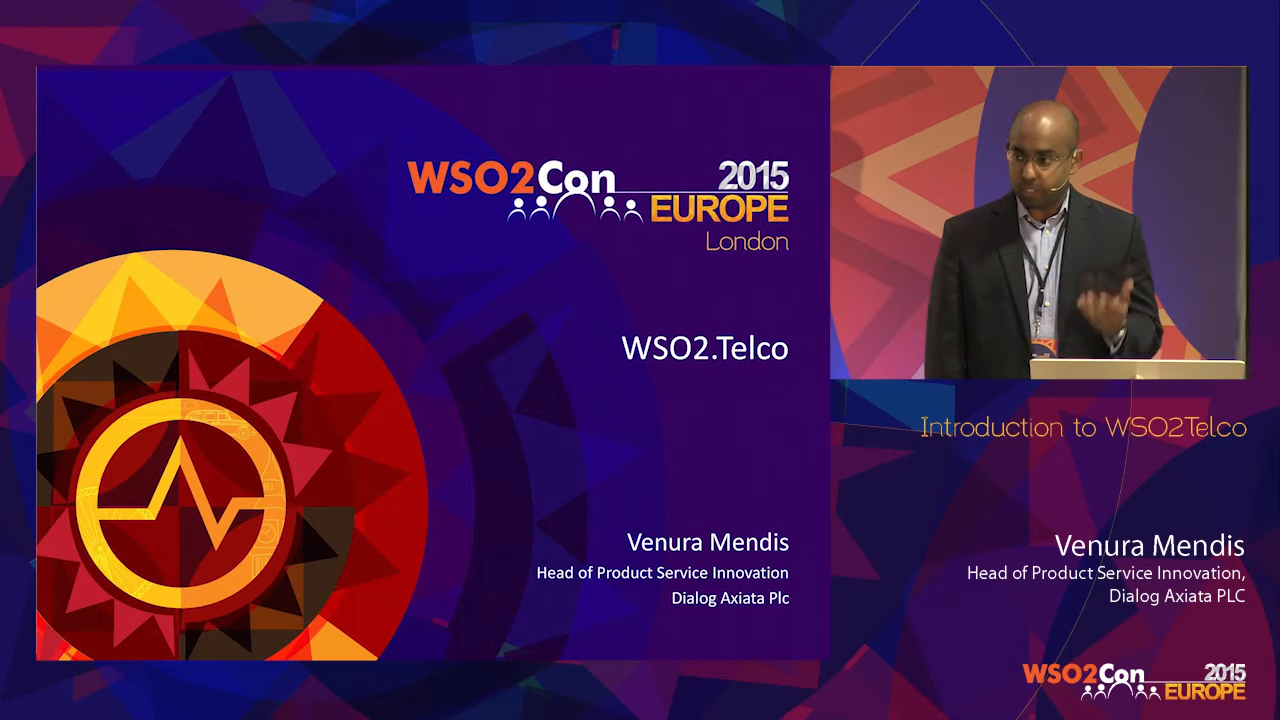 WSO2Con 2015
EUROPE
London
WSO2.Telco
Venura Mendis
Head of Product Service Innovation
Dialog Axiata Plc
Introduction to WSO2Telco
Venura Mendis
Head of Product Service Innovation,
Dialog Axiata PLC
WSO2Con 2015
EUROPE